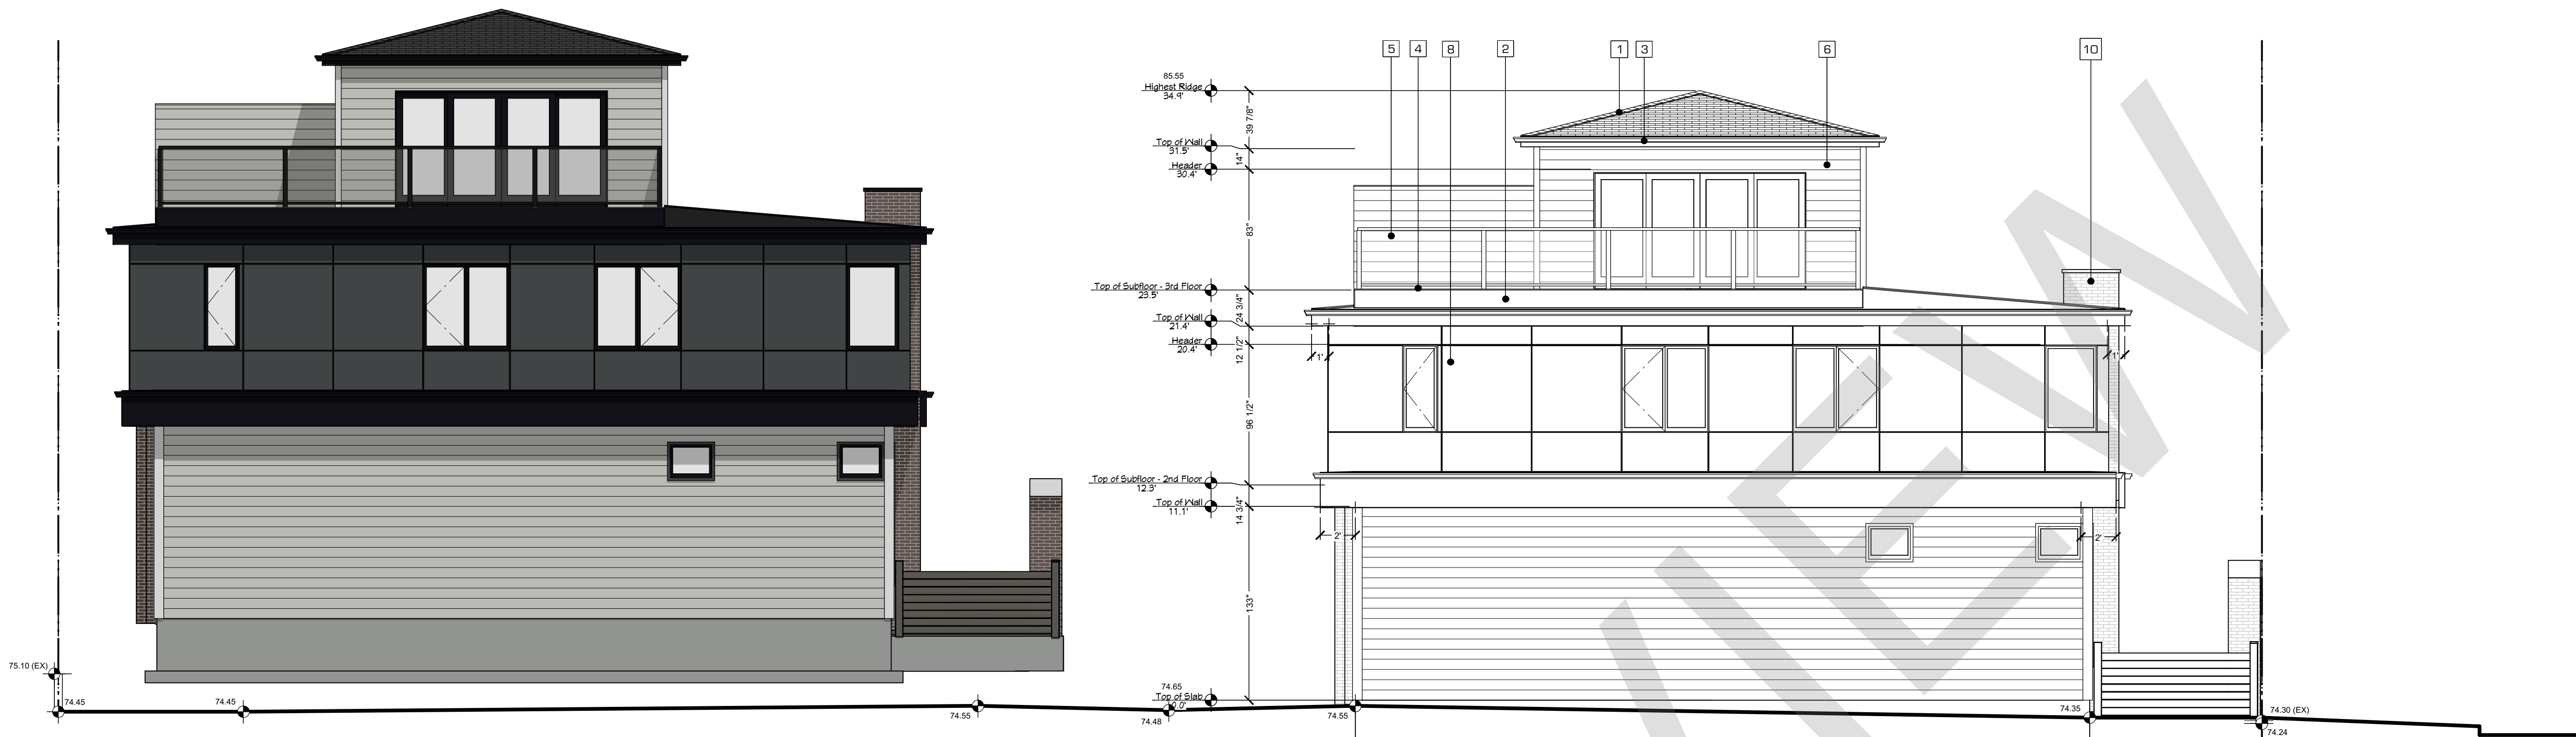 5 4 8 2 1 3 6 10
85.55
Highest Ridge
34.9'
39 7/8"
Top of Wall
31.5'
14"
Header
30.4'
83"
Top of Subfloor - 3rd Floor
23.5'
24 3/4"
Top of Wall
21.4'
Header
20.4'
12 1/2"
1'
1'
96 1/2"
Top of Subfloor - 2nd Floor
12.3'
Top of Wall
11.1'
14 3/4"
2'
2'
133"
74.65
Top of Slab
0.0'
75.10 (EX)
74.45
74.45
74.55
74.48
74.55
74.35
74.30 (EX)
74.24